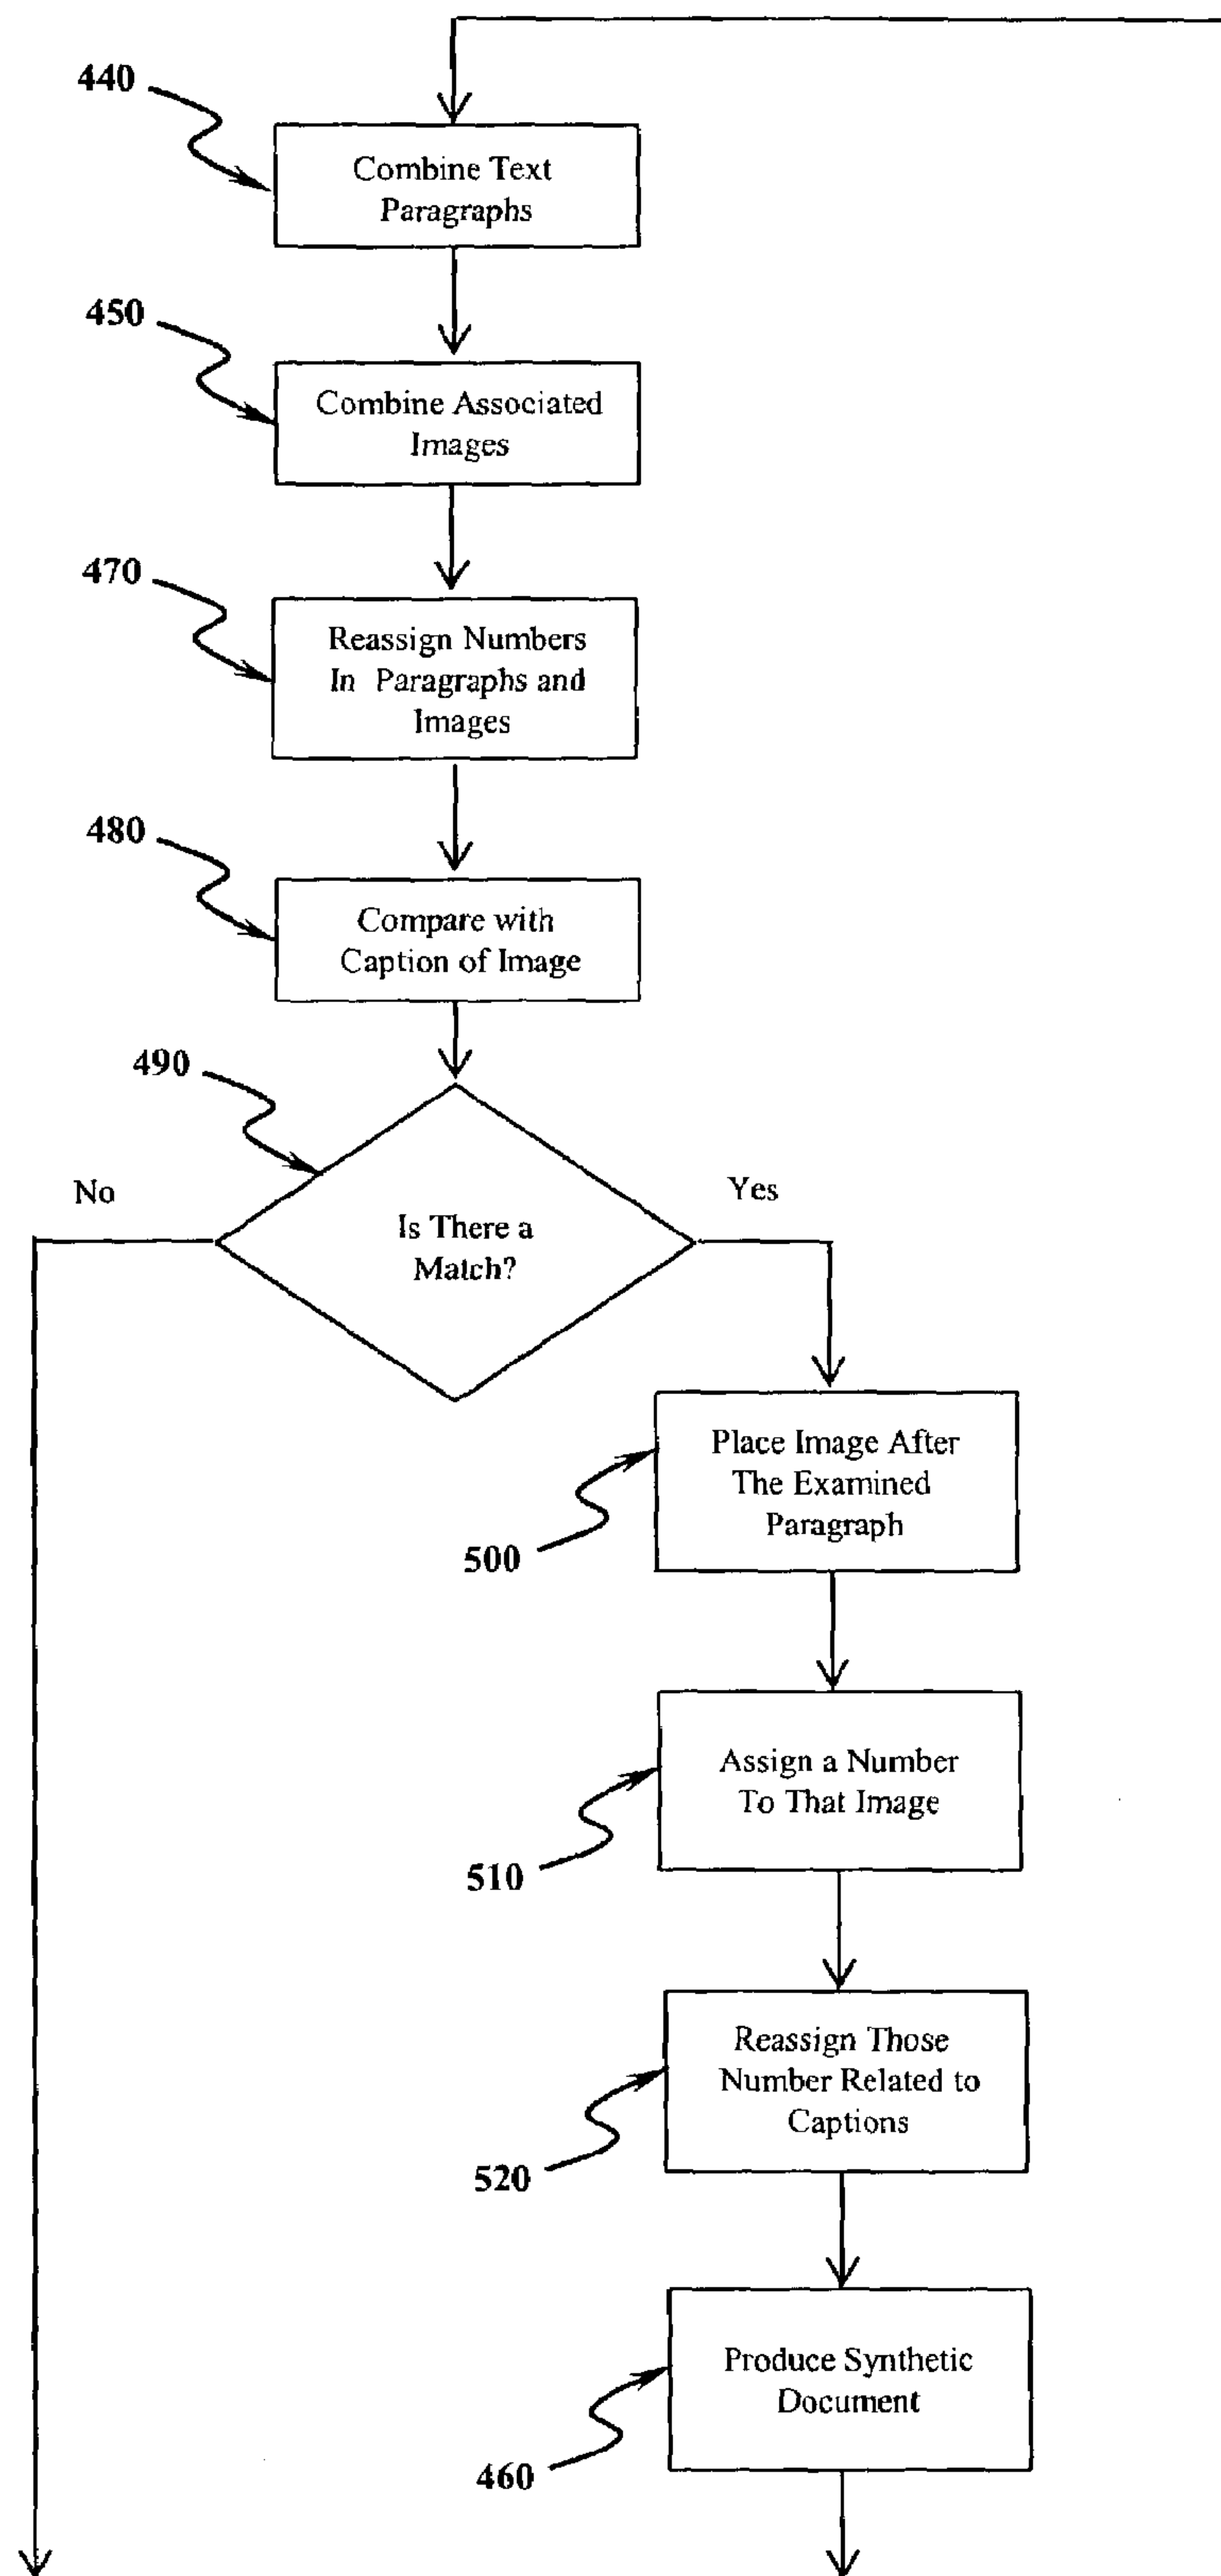 440
Combine Text
Paragraphs
450
Combine Associated
Images
470
Reassign Numbers
In Paragraphs and
Images
480
Compare with
Caption of Image
490
No
Yes
Is There a
Match?
Place Image After
The Examined
Paragraph
500
Assign a Number
To That Image
510
Reassign Those
Number Related to
Captions
520
Produce Synthetic
Document
460